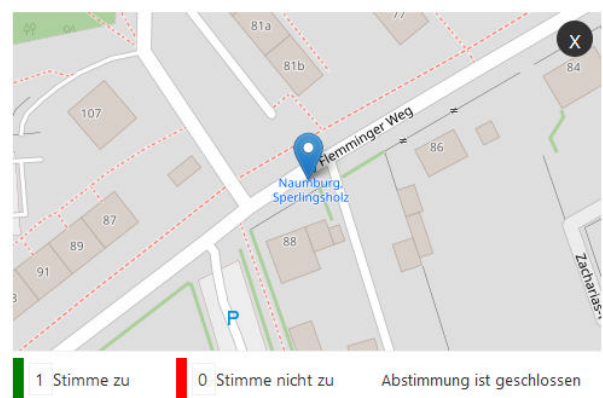 81a
77
81b
X
84
107
Flemminger Weg
86
Naumburg,
Sperlingsholz
87
88
89
91
Zacharias-
P
1 Stimme zu
0 Stimme nicht zu
Abstimmung ist geschlossen